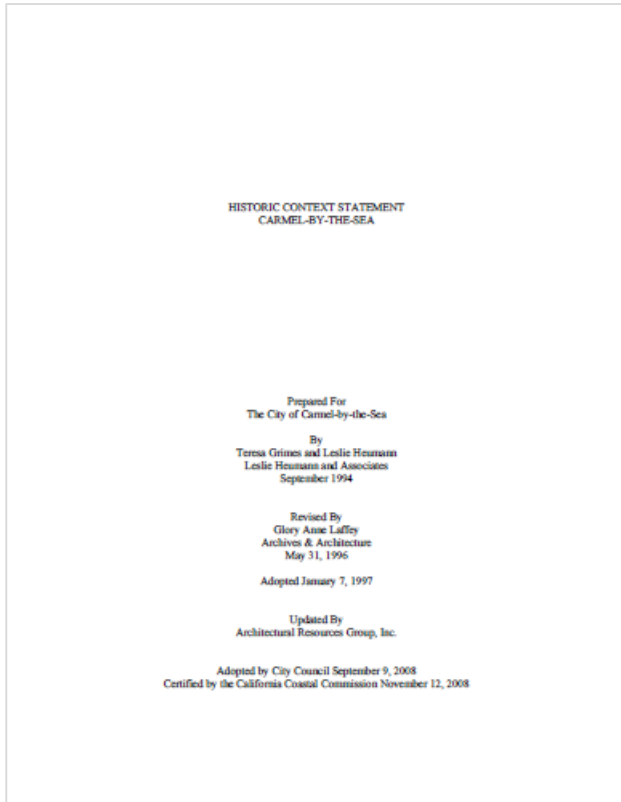 HISTORIC CONTEXT STATEMENT
CARMEL-BY-THE-SEA
Prepared For
The City of Carmel-by-the-Sea
By
Teresa Grimes and Leslie Heumann
Leslie Heumann and Associates
September 1994
Revised By
Glory Anne Laffey
Archives & Architecture
May 31, 1996
Adopted January 7, 1997
Updated By
Architectural Resources Group, Inc.
Adopted by City Council September 9, 2008
Certified by the California Coastal Commission November 12, 2008